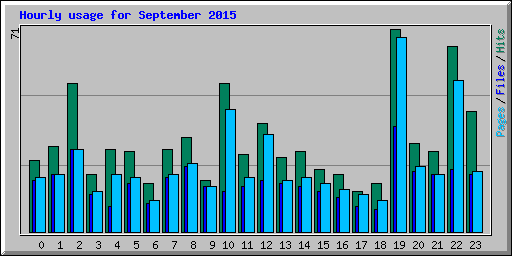 Hourly usage for September 2015
71
Pages/Files/Hits
0 1 2 3 4 5 6 7 8 9 10 11 12 13 14 15 16 17 18 19 20 21 22 23